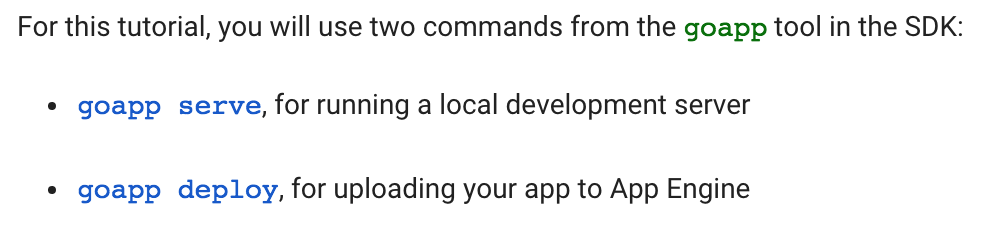 For this tutorial, you will use two commands from the goapp tool in the SDK:
• goapp serve, for running a local development server
• goapp deploy, for uploading your app to App Engine